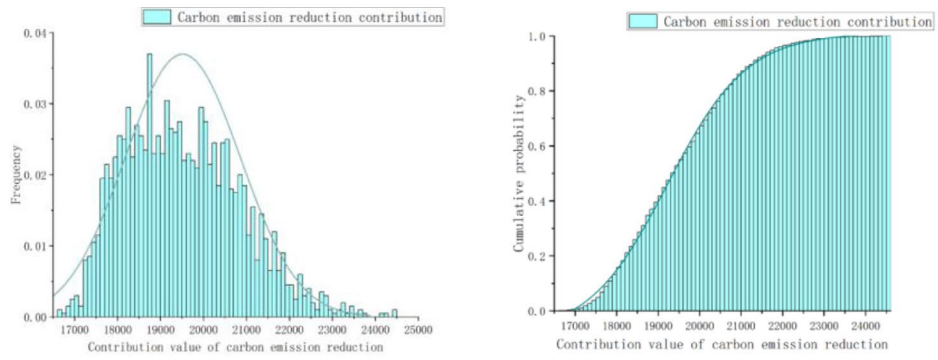 Carbon emission reduction contribution
0.04
0.03
0.02
0.01
0.00
Frequency
17000 18000 19000 20000 21000 22000 23000 24000 25000
Contribution value of carbon emission reduction
Carbon emission reduction contribution
1.0
0.8
0.6
0.4
0.2
0.0
Cumulative probability
17000 18000 19000 20000 21000 22000 23000 24000
Contribution value of carbon emission reduction